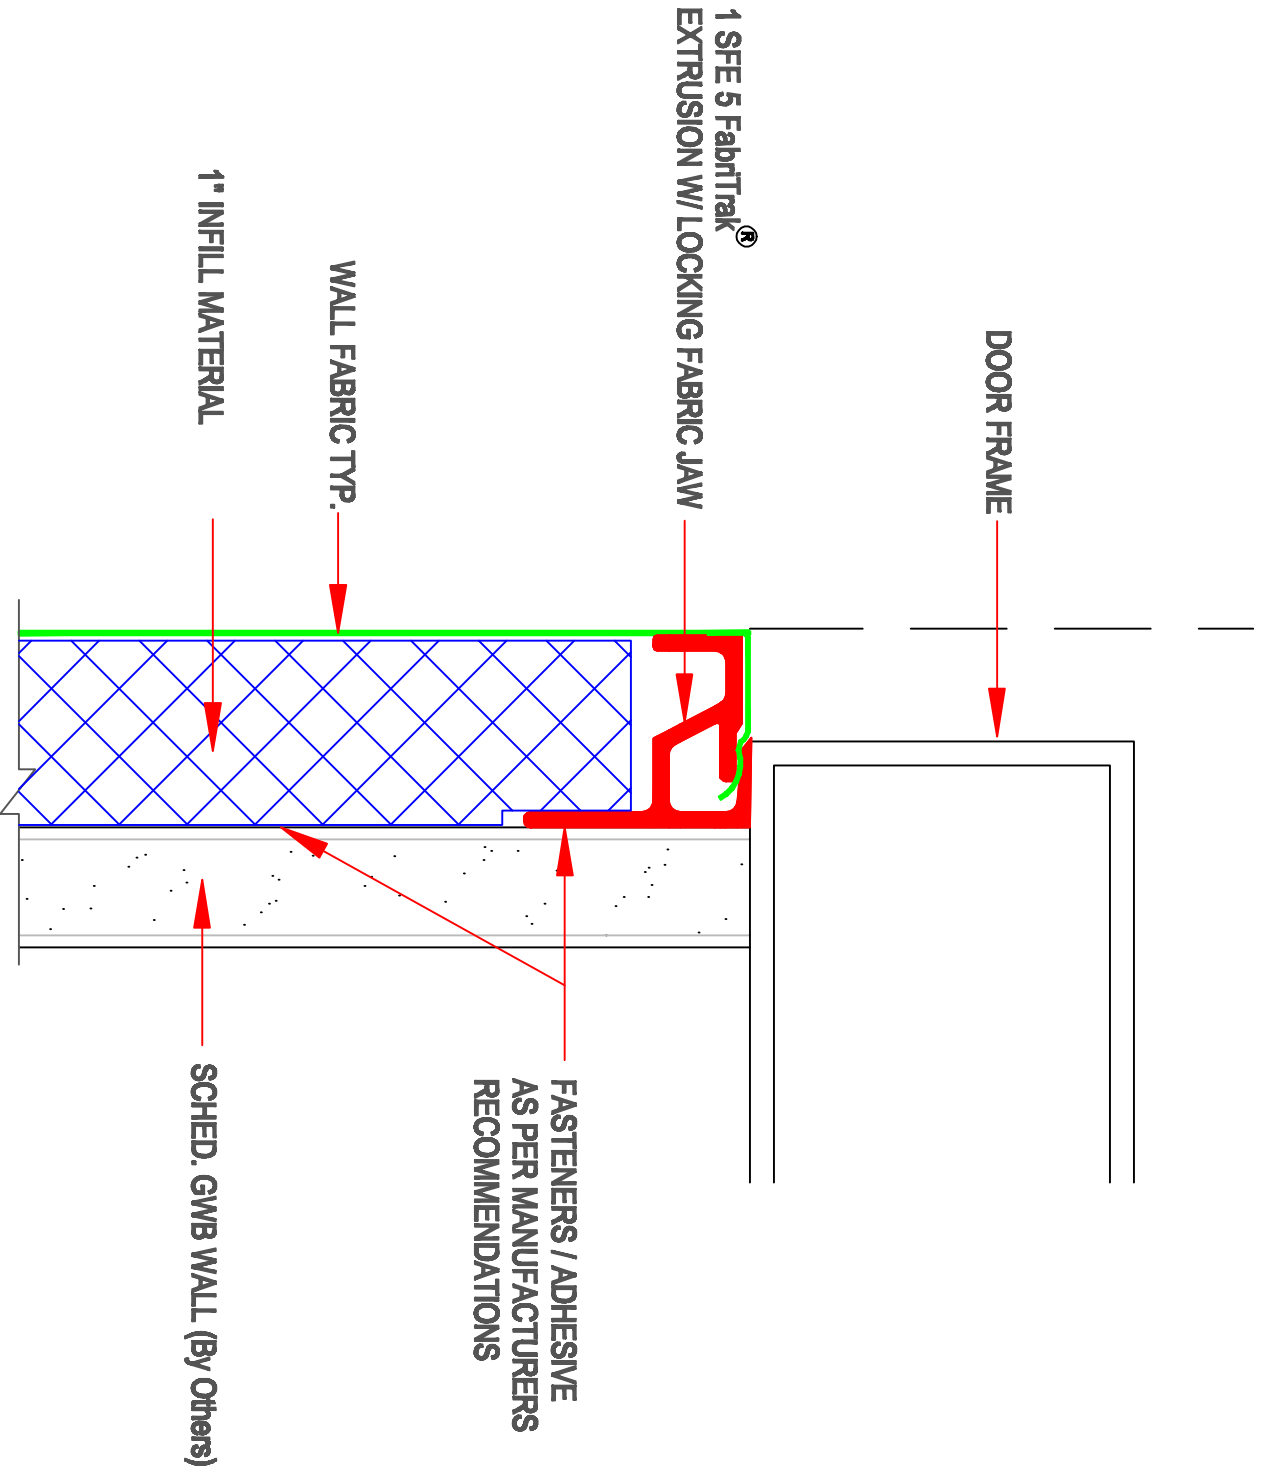 DOOR FRAME
1 SFE 5 FabriTrak®
EXTRUSION W/ LOCKING FABRIC JAW
WALL FABRIC TYP.
1" INFILL MATERIAL
FASTENERS / ADHESIVE
AS PER MANUFACTURERS
RECOMMENDATIONS
SCHED. GWB WALL (By Others)